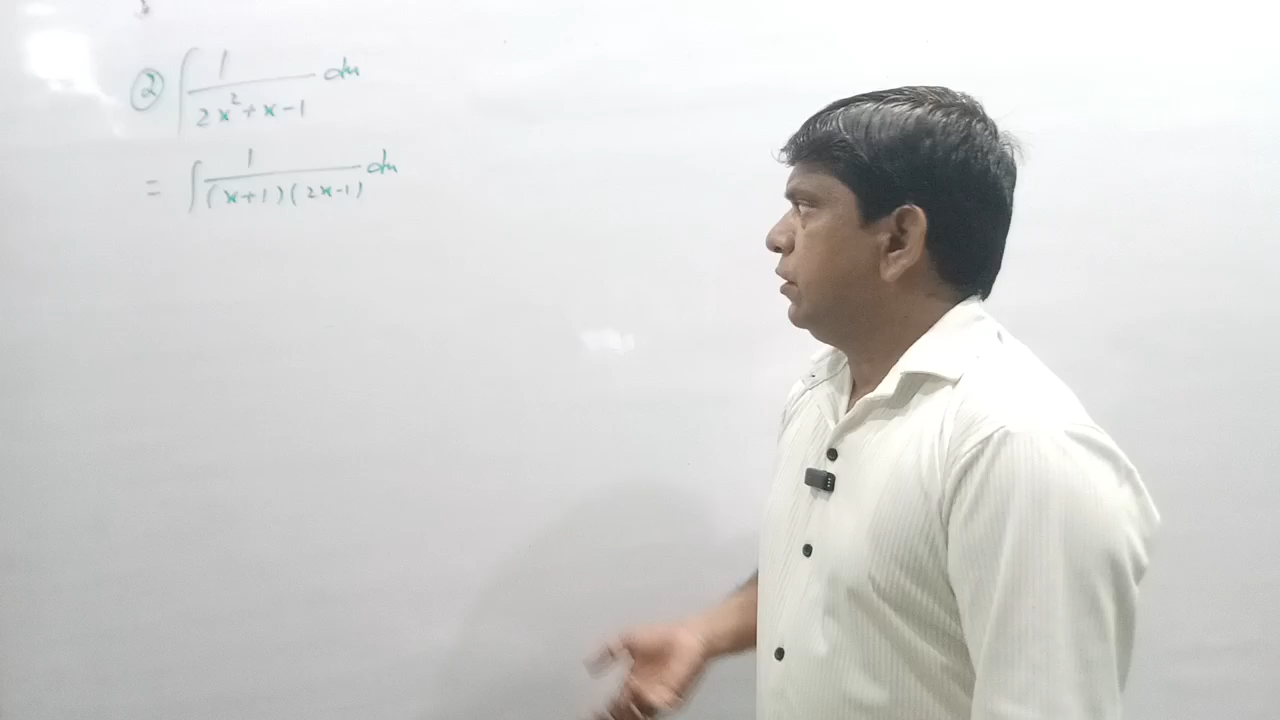 ② ∫ 1/(2x²+x-1) dx
= ∫ 1/((x+1)(2x-1)) dx